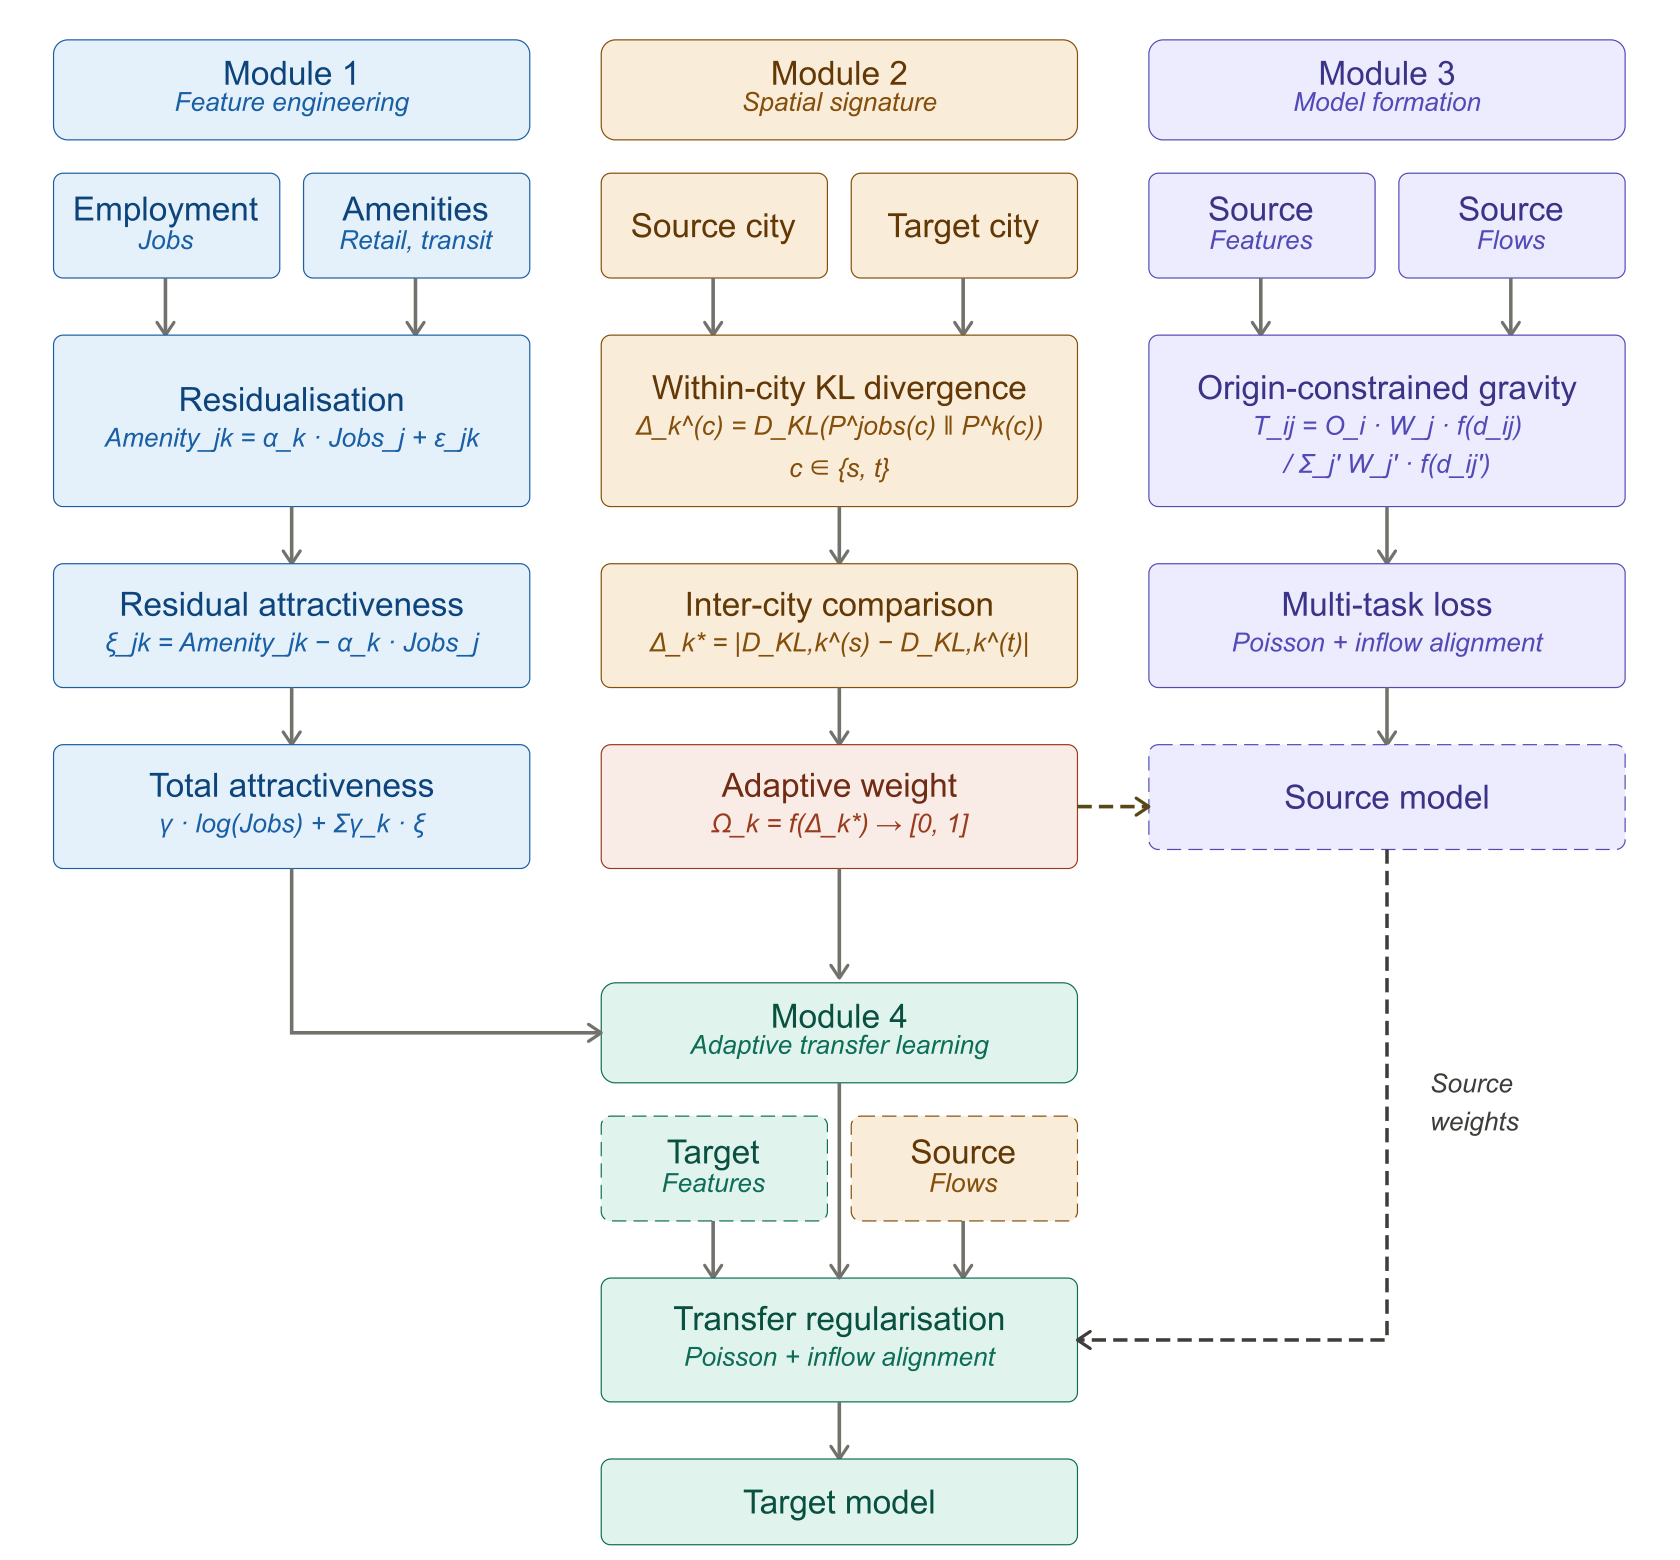 Module 1
Feature engineering
Module 2
Spatial signature
Module 3
Model formation
Employment
Jobs
Amenities
Retail, transit
Source city
Target city
Source
Features
Source
Flows
Residualisation
Amenity_jk = α_k · Jobs_j + ε_jk
Within-city KL divergence
Δ_k^(c) = D_KL(P^jobs(c) ‖ P^k(c))
c ∈ {s, t}
Origin-constrained gravity
T_ij = O_i · W_j · f(d_ij)
/ Σ_j' W_j' · f(d_ij')
Residual attractiveness
ξ_jk = Amenity_jk − α_k · Jobs_j
Inter-city comparison
Δ_k* = |D_KL,k^(s) − D_KL,k^(t)|
Multi-task loss
Poisson + inflow alignment
Total attractiveness
γ · log(Jobs) + Σγ_k · ξ
Adaptive weight
Ω_k = f(Δ_k*) → [0, 1]
Source model
Module 4
Adaptive transfer learning
Source
weights
Target
Features
Source
Flows
Transfer regularisation
Poisson + inflow alignment
Target model